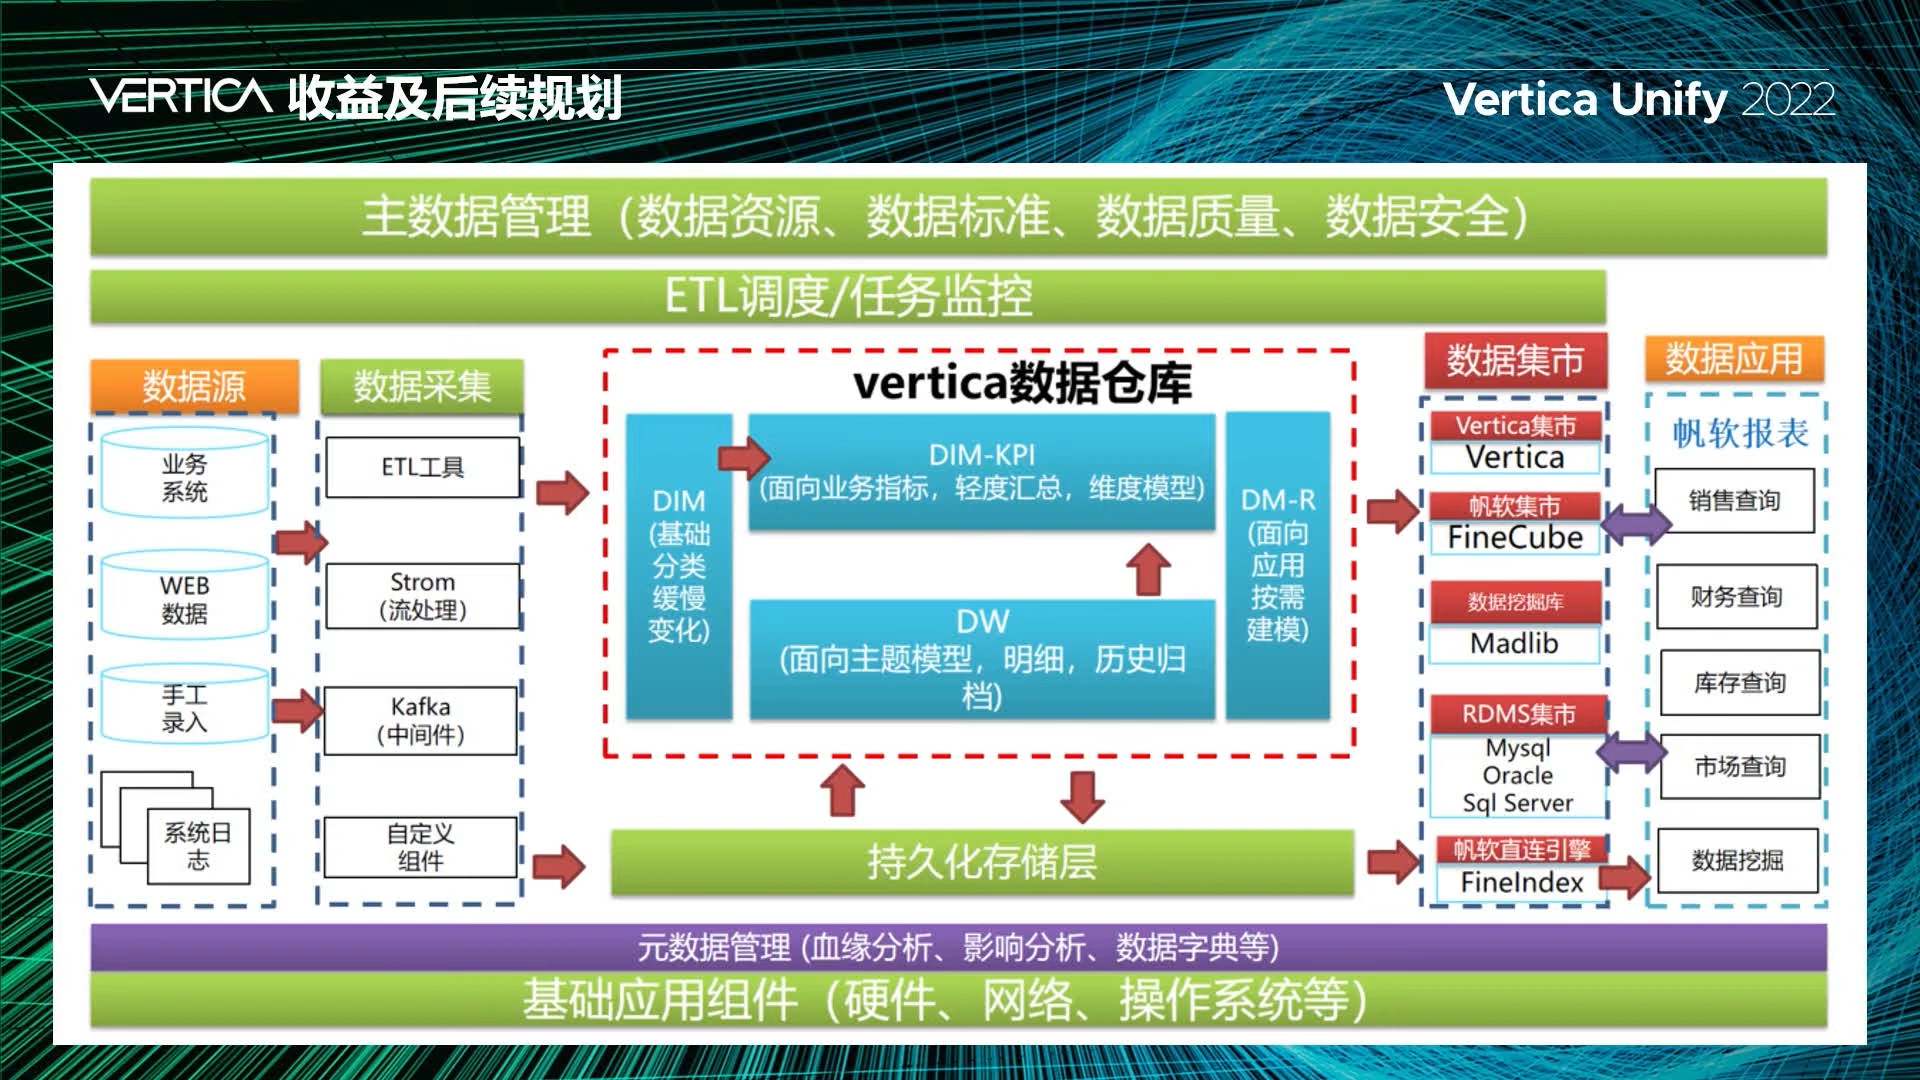 VERTICA 收益及后续规划
Vertica Unify 2022
主数据管理（数据资源、数据标准、数据质量、数据安全）
ETL调度/任务监控
数据源
业务
系统
WEB
数据
手工
录入
系统日
志
数据采集
ETL工具
Strom
(流处理)
Kafka
(中间件)
自定义
组件
vertica数据仓库
DIM
(基础
分类
缓慢
变化)
DIM-KPI
(面向业务指标，轻度汇总，维度模型)
DW
(面向主题模型，明细，历史归
档)
DM-R
(面向
应用
按需
建模)
持久化存储层
数据集市
Vertica集市
Vertica
帆软集市
FineCube
数据挖掘库
Madlib
RDMS集市
Mysql
Oracle
Sql Server
帆软直连引擎
FineIndex
数据应用
帆软报表
销售查询
财务查询
库存查询
市场查询
数据挖掘
元数据管理 (血缘分析、影响分析、数据字典等)
基础应用组件（硬件、网络、操作系统等）